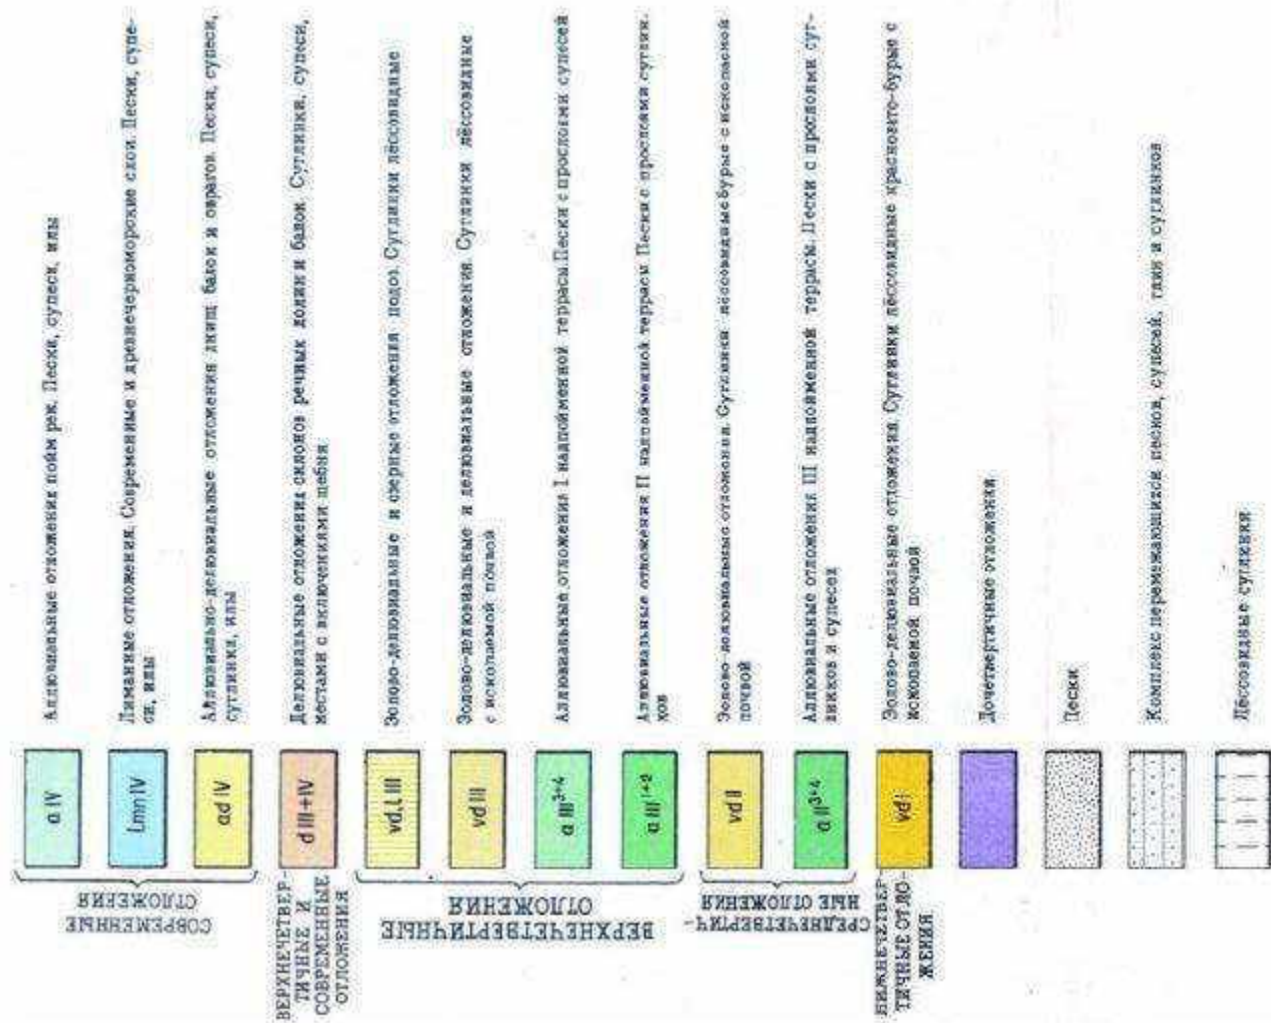 СОВРЕМЕННЫЕ
ОТЛОЖЕНИЯ
a IV
Аллювиальные отложения пойм рек. Пески, супеси, илы
Lmn IV
Лиманные отложения. Современные и древнечерноморские слои. Пески, супе-
си, илы
ad IV
Аллювиально-делювиальные отложения днищ балок и оврагов. Пески, супеси,
суглинки, илы
ВЕРХНЕЧЕТВЕР-
ТИЧНЫЕ И
СОВРЕМЕННЫЕ
ОТЛОЖЕНИЯ
d III+IV
Делювиальные отложения склонов речных долин и балок. Суглинки, супеси,
местами с включениями щебня
ВЕРХНЕЧЕТВЕРТИЧНЫЕ
ОТЛОЖЕНИЯ
vd,l III
Эолово-делювиальные и озерные отложения подов. Суглинки лёссовидные
vd III
Эолово-делювиальные и делювиальные отложения. Суглинки лёссовидные
с ископаемой почвой
a III³⁺⁴
Аллювиальные отложения I надпойменной террасы. Пески с прослоями супесей
a III¹⁺²
Аллювиальные отложения II надпойменной террасы. Пески с прослоями суглин-
ков
СРЕДНЕЧЕТВЕРТИЧ-
НЫЕ ОТЛОЖЕНИЯ
vd II
Эолово-делювиальные отложения. Суглинки лёссовидные бурые с ископаемой
почвой
a II³⁺⁴
Аллювиальные отложения III надпойменной террасы. Пески с прослоями суг-
линков и супесей
НИЖНЕЧЕТВЕР-
ТИЧНЫЕ ОТЛО-
ЖЕНИЯ
vd I
Эолово-делювиальные отложения. Суглинки лёссовидные красновато-бурые с
ископаемой почвой
Дочетвертичные отложения
Пески
Комплекс перемежающихся песков, супесей, глин и суглинков
Лёссовидные суглинки